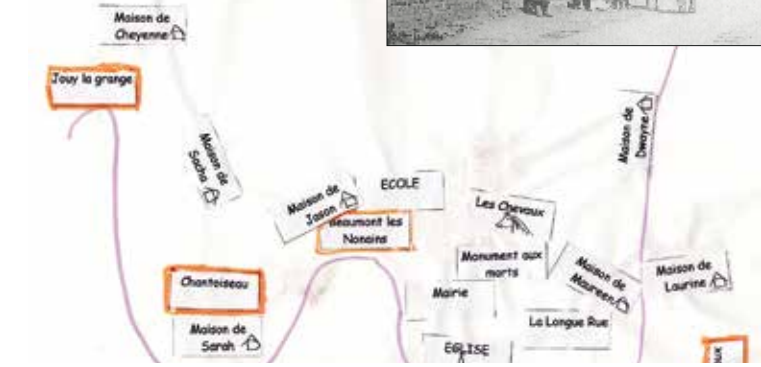 Maison de
Cheyenne
Jouy la grange
Maison de
Dwayne
Maison de
Sacha
Maison de
Jason
ECOLE
Beaumont les
Nonains
Les Chevaux
Monument aux
morts
Maison de
Maureen
Maison de
Laurine
Chantoiseau
Mairie
Maison de
Sarah
La Longue Rue
EGLISE